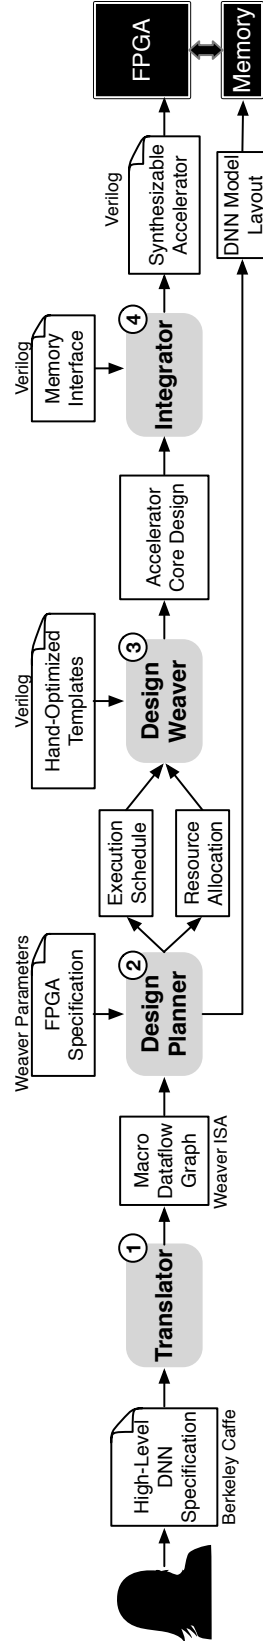 High-Level
DNN
Specification
Berkeley Caffe
1
Translator
Macro
Dataflow
Graph
Weaver ISA
Weaver Parameters
FPGA
Specification
2
Design
Planner
Execution
Schedule
Resource
Allocation
Verilog
Hand-Optimized
Templates
3
Design
Weaver
Accelerator
Core Design
Verilog
Memory
Interface
4
Integrator
Verilog
Synthesizable
Accelerator
DNN Model
Layout
FPGA
Memory